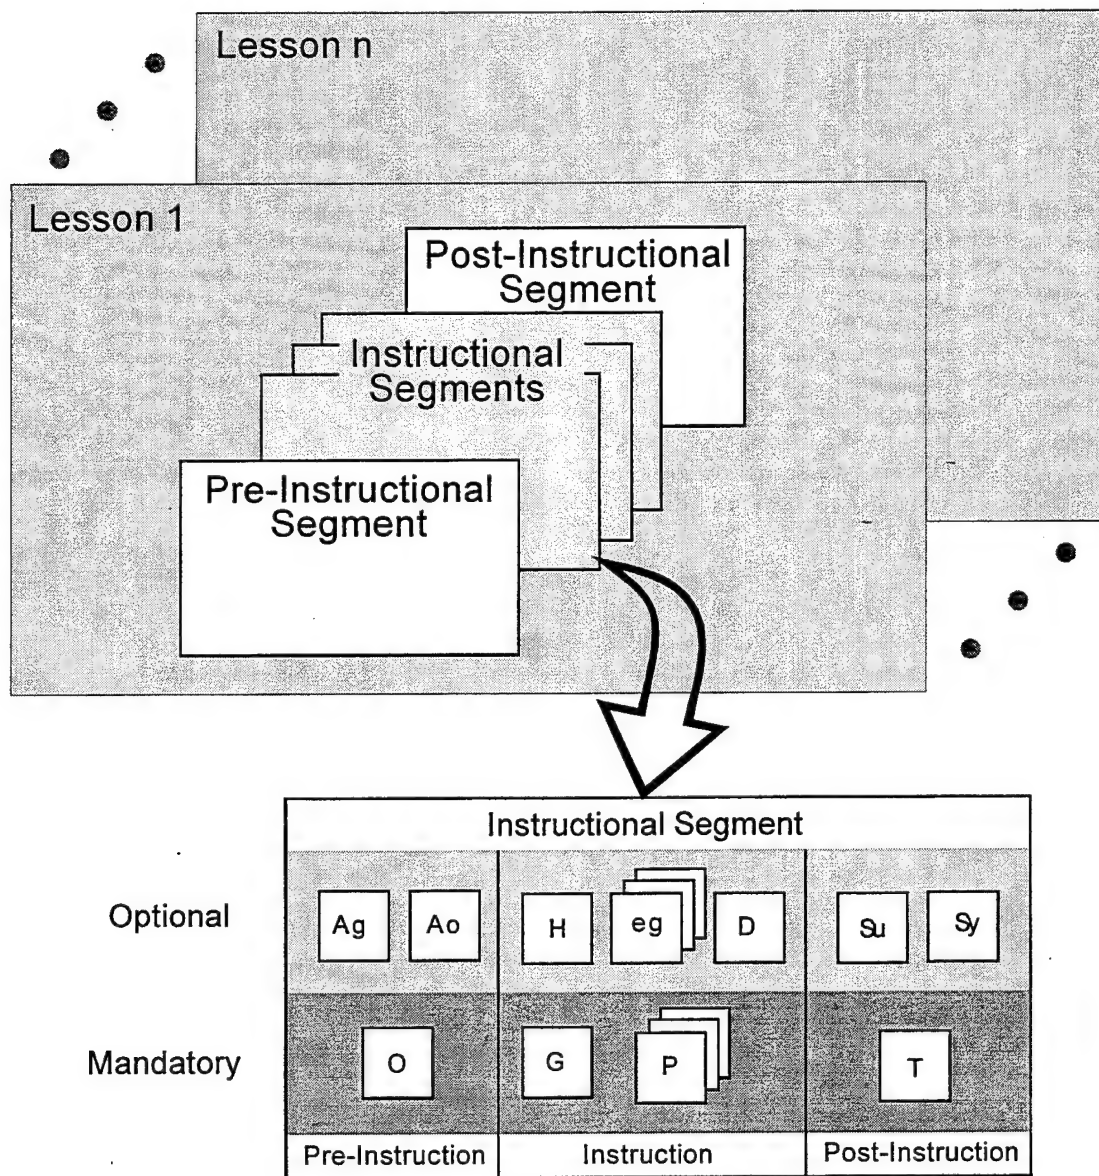 Lesson n
Lesson 1
Post-Instructional
Segment
Instructional
Segments
Pre-Instructional
Segment
Instructional Segment
Optional
Ag
Ao
H
eg
D
Su
Sy
Mandatory
O
G
P
T
Pre-Instruction
Instruction
Post-Instruction